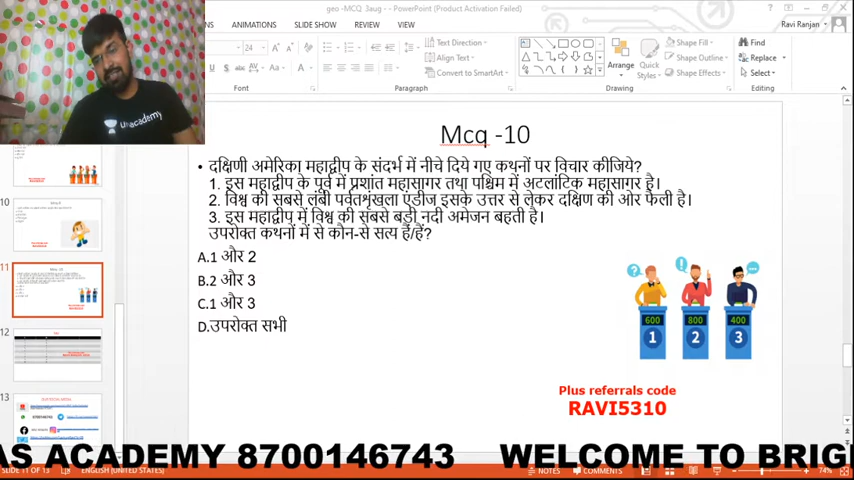 geo -MCQ 3aug - PowerPoint (Product Activation Failed)
ANIMATIONS SLIDE SHOW REVIEW VIEW
Ravi Ranjan
24
Text Direction
Align Text
Convert to SmartArt
Arrange
Quick
Styles
Shape Fill
Shape Outline
Shape Effects
Find
Replace
Select
Font Paragraph Drawing Editing
unacademy
Mcq -10
• दक्षिणी अमेरिका महाद्वीप के संदर्भ में नीचे दिये गए कथनों पर विचार कीजिये?
1. इस महाद्वीप के पूर्व में प्रशांत महासागर तथा पश्चिम में अटलांटिक महासागर है।
2. विश्व की सबसे लंबी पर्वतशृंखला एंडीज इसके उत्तर से लेकर दक्षिण की ओर फैली है।
3. इस महाद्वीप में विश्व की सबसे बड़ी नदी अमेजन बहती है।
उपरोक्त कथनों में से कौन-से सत्य है/हैं?
A.1 और 2
B.2 और 3
C.1 और 3
D.उपरोक्त सभी
600 800 400
1 2 3
Plus referrals code
RAVI5310
10
11
12
13
AS ACADEMY 8700146743 WELCOME TO BRIG
SLIDE 11 OF 13 ENGLISH (UNITED STATES) NOTES COMMENTS 74%